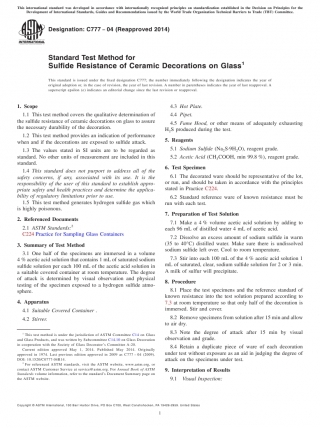 This international standard was developed in accordance with internationally recognized principles on standardization established in the Decision on Principles for the
Development of International Standards, Guides and Recommendations issued by the World Trade Organization Technical Barriers to Trade (TBT) Committee.
Designation: C777 - 04 (Reapproved 2014)
INTERNATIONAL
Standard Test Method for
Sulfide Resistance of Ceramic Decorations on Glass1
This standard is issued under the fixed designation C777; the number immediately following the designation indicates the year of
original adoption or, in the case of revision, the year of last revision. A number in parentheses indicates the year of last reapproval. A
superscript epsilon (ε) indicates an editorial change since the last revision or reapproval.
1. Scope
1.1 This test method covers the qualitative determination of
the sulfide resistance of ceramic decorations on glass to assure
the necessary durability of the decoration.
1.2 This test method provides an indication of performance
when and if the decorations are exposed to sulfide attack.
1.3 The values stated in SI units are to be regarded as
standard. No other units of measurement are included in this
standard.
1.4 This standard does not purport to address all of the
safety concerns, if any, associated with its use. It is the
responsibility of the user of this standard to establish appro-
priate safety and health practices and determine the applica-
bility of regulatory limitations prior to use.
1.5 This test method generates hydrogen sulfide gas which
is highly poisonous.
2. Referenced Documents
2.1 ASTM Standards:2
C224 Practice for Sampling Glass Containers
3. Summary of Test Method
3.1 One half of the specimens are immersed in a volume
% acetic acid solution that contains 1 mL of saturated sodium
sulfide solution per each 100 mL of the acetic acid solution in
a suitable covered container at room temperature. The degree
of attack is determined by visual observation and physical
testing of the specimen exposed to a hydrogen sulfide atmo-
sphere.
4. Apparatus
4.1 Suitable Covered Container .
4.2 Stirrer.
1 This test method is under the jurisdiction of ASTM Committee C14 on Glass
and Glass Products, and was revised by Subcommittee C14.10 on Glass Decoration
in cooperation with the Society of Glass Decorator's Committee
Current edition approved May 1, 2014. Published May 2014. Originally
approved in 1974. Last previous edition approved in 2009 as C777 – 04 (2009).
DOI: 10.1520/C0777-04R14.
2 For referenced ASTM standards, visit the ASTM website, www.astm.org, or
contact ASTM Customer Service at service@astm.org. For Annual Book of ASTM
Standards volume information, refer to the standard's Document Summary page on
the ASTM website.
4.3 Hot Plate.
4.4 Pipet.
4.5 Fume Hood, or other means of adequately exhausting
H2S produced during the test.
5. Reagents
5.1 Sodium Sulfide, (Na2S·9H2O), reagent grade.
5.2 Acetic Acid (CH3COOH, min 99.8 %), reagent grade.
6. Test Specimen
6.1 The decorated ware should be representative of the lot,
or run, and should be taken in accordance with the principles
stated in Practice C224.
6.2 Standard reference ware of known resistance must be
run with each test.
7. Preparation of Test Solution
7.1 Make a 4 % volume acetic acid solution by adding to
each 96 mL of distilled water 4 mL of acetic acid.
7.2 Dissolve an excess amount of sodium sulfide in warm
(35 to 40°C) distilled water. Make sure there is undissolved
sodium sulfide left over. Cool to room temperature.
7.3 Stir into each 100 mL of the 4 % acetic acid solution 1
mL of saturated, clear, sodium sulfide solution for 2 or 3 min.
A milk of sulfur will precipitate.
8. Procedure
8.1 Place the test specimens and the reference standard of
known resistance into the test solution prepared according to
7.3 at room temperature so that only half of the decoration is
immersed. Stir and cover.
8.2 Remove specimens from solution after 15 min and allow
to air dry.
8.3 Note the degree of attack after 15 min by visual
observation and grade.
8.4 Retain a duplicate piece of ware of each decoration
under test without exposure as an aid in judging the degree of
attack on the specimens under test.
9. Interpretation of Results
9.1 Visual Inspection:
Copyright © ASTM International, 100 Barr Harbor Drive, PO Box C700, West Conshohocken, PA 19428-2959. United States
1